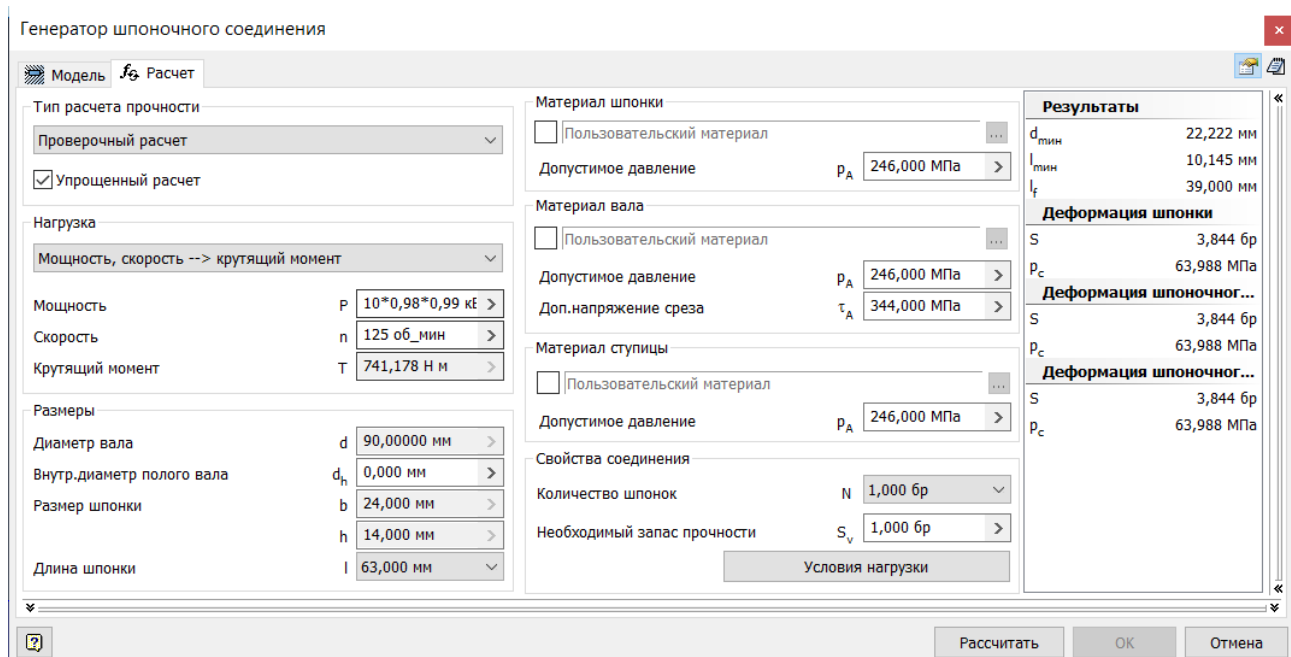 Генератор шпоночного соединения
Модель
fG Расчет
Тип расчета прочности
Проверочный расчет
Упрощенный расчет
Нагрузка
Мощность, скорость --> крутящий момент
Мощность P 10*0,98*0,99 кВ
Скорость n 125 об_мин
Крутящий момент T 741,178 Н м
Размеры
Диаметр вала d 90,00000 мм
Внутр.диаметр полого вала dh 0,000 мм
Размер шпонки b 24,000 мм
h 14,000 мм
Длина шпонки l 63,000 мм
Материал шпонки
Пользовательский материал ...
Допустимое давление pA 246,000 МПа
Материал вала
Пользовательский материал ...
Допустимое давление pA 246,000 МПа
Доп.напряжение среза τA 344,000 МПа
Материал ступицы
Пользовательский материал ...
Допустимое давление pA 246,000 МПа
Свойства соединения
Количество шпонок N 1,000 бр
Необходимый запас прочности Sv 1,000 бр
Условия нагрузки
Результаты
dмин 22,222 мм
lмин 10,145 мм
lf 39,000 мм
Деформация шпонки
S 3,844 бр
pc 63,988 МПа
Деформация шпоночног...
S 3,844 бр
pc 63,988 МПа
Деформация шпоночног...
S 3,844 бр
pc 63,988 МПа
Рассчитать
OK
Отмена